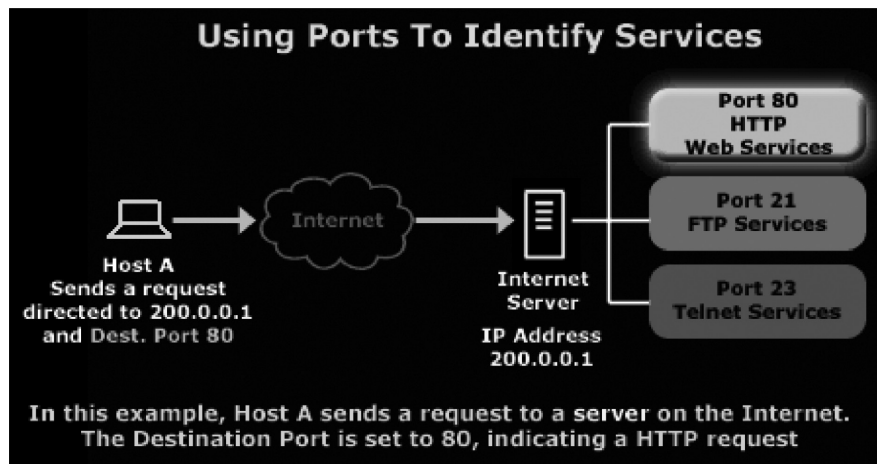 Using Ports To Identify Services
Port 80
HTTP
Web Services
Internet
Port 21
FTP Services
Host A
Sends a request
directed to 200.0.0.1
and Dest. Port 80
Internet
Server
IP Address
200.0.0.1
Port 23
Telnet Services
In this example, Host A sends a request to a server on the Internet.
The Destination Port is set to 80, indicating a HTTP request